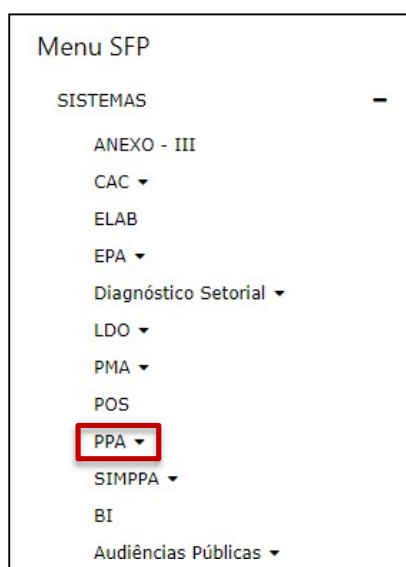 Menu SFP
SISTEMAS
ANEXO - III
CAC
ELAB
EPA
Diagnóstico Setorial
LDO
PMA
POS
PPA
SIMPPA
BI
Audiências Públicas